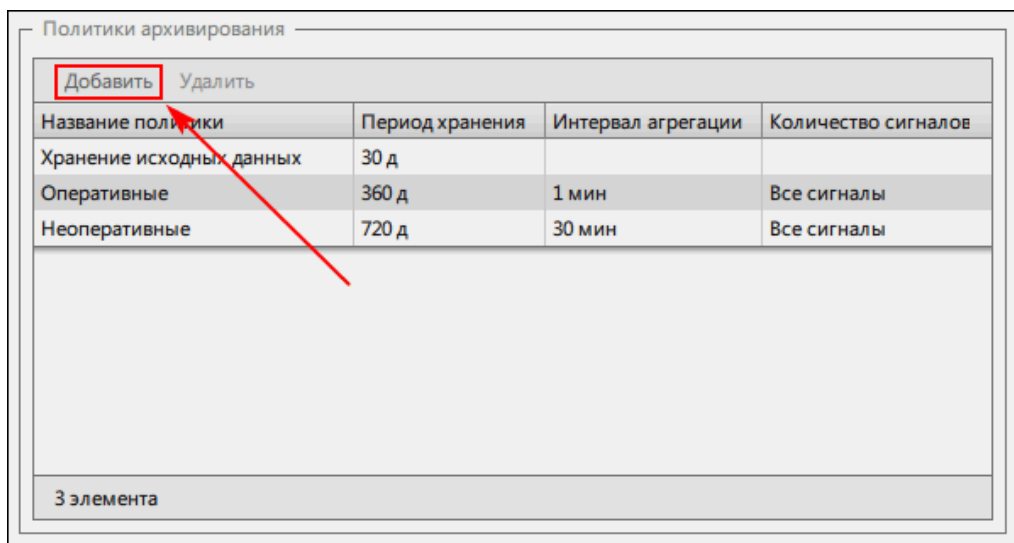 Политики архивирования
Добавить Удалить
Название политики Период хранения Интервал агрегации Количество сигналов
Хранение исходных данных 30 д
Оперативные 360 д 1 мин Все сигналы
Неоперативные 720 д 30 мин Все сигналы
3 элемента